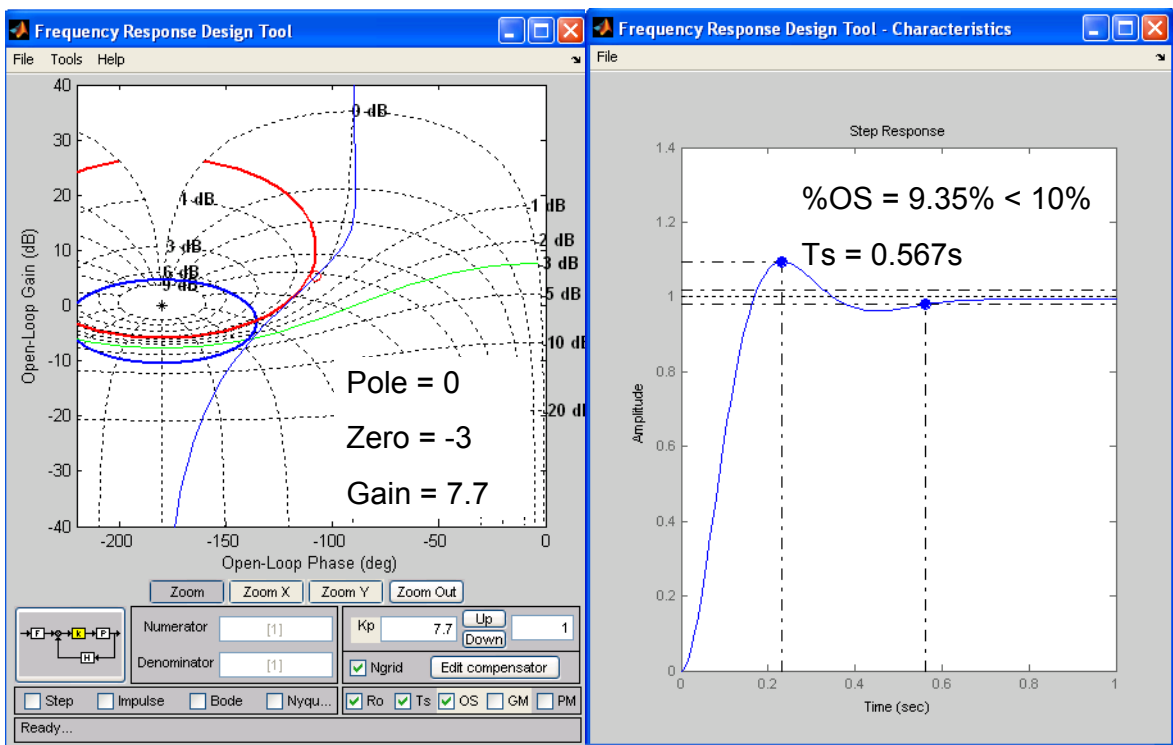 Frequency Response Design Tool
File Tools Help
40
30
20
10
0
-10
-20
-30
-40
Open-Loop Gain (dB)
0 dB
1 dB
3 dB
6 dB
9 dB
-1 dB
-2 dB
-3 dB
-5 dB
-10 dB
-20 dB
Pole = 0
Zero = -3
Gain = 7.7
-200 -150 -100 -50 0
Open-Loop Phase (deg)
Zoom Zoom X Zoom Y Zoom Out
F k P H
Numerator [1]
Denominator [1]
Kp 7.7 Up Down 1
Ngrid Edit compensator
Step Impulse Bode Nyqu... Ro Ts OS GM PM
Ready...
Frequency Response Design Tool - Characteristics
File
Step Response
%OS = 9.35% < 10%
Ts = 0.567s
1.4
1.2
1
0.8
0.6
0.4
0.2
0
Amplitude
0 0.2 0.4 0.6 0.8 1
Time (sec)